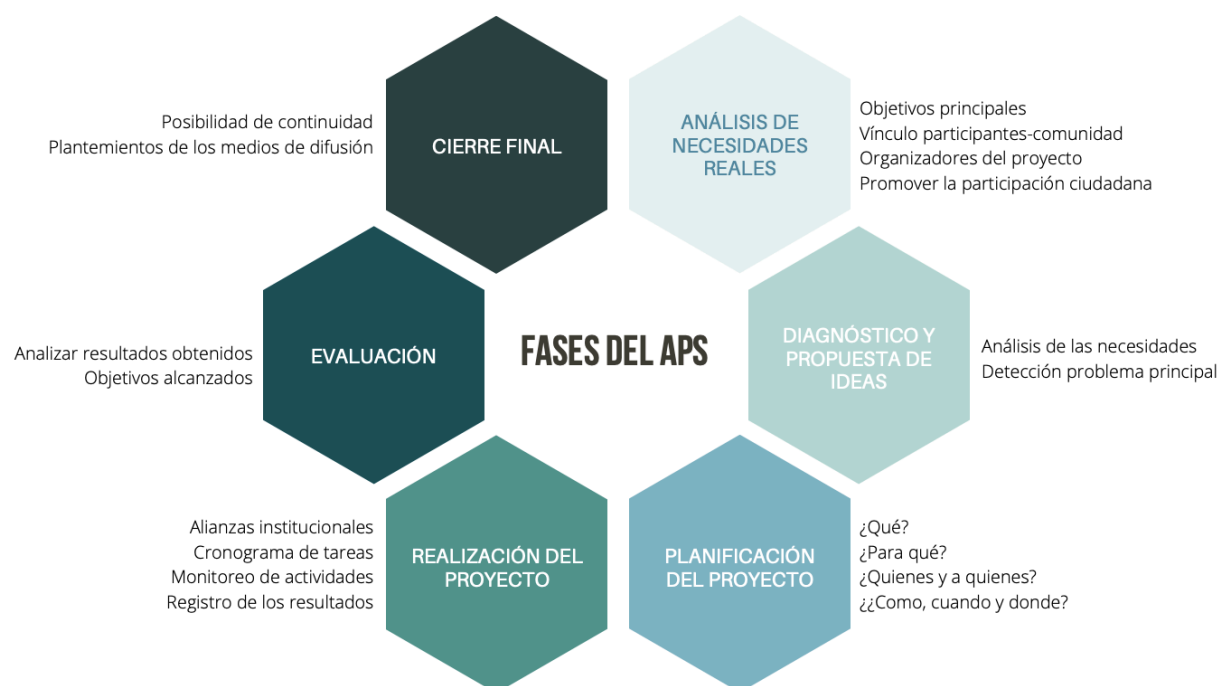 FASES DEL APS
ANÁLISIS DE
NECESIDADES
REALES
Objetivos principales
Vínculo participantes-comunidad
Organizadores del proyecto
Promover la participación ciudadana
DIAGNÓSTICO Y
PROPUESTA DE
IDEAS
Análisis de las necesidades
Detección problema principal
PLANIFICACIÓN
DEL PROYECTO
¿Qué?
¿Para qué?
¿Quienes y a quienes?
¿¿Como, cuando y donde?
REALIZACIÓN DEL
PROYECTO
Alianzas institucionales
Cronograma de tareas
Monitoreo de actividades
Registro de los resultados
EVALUACIÓN
Analizar resultados obtenidos
Objetivos alcanzados
CIERRE FINAL
Posibilidad de continuidad
Plantemientos de los medios de difusión